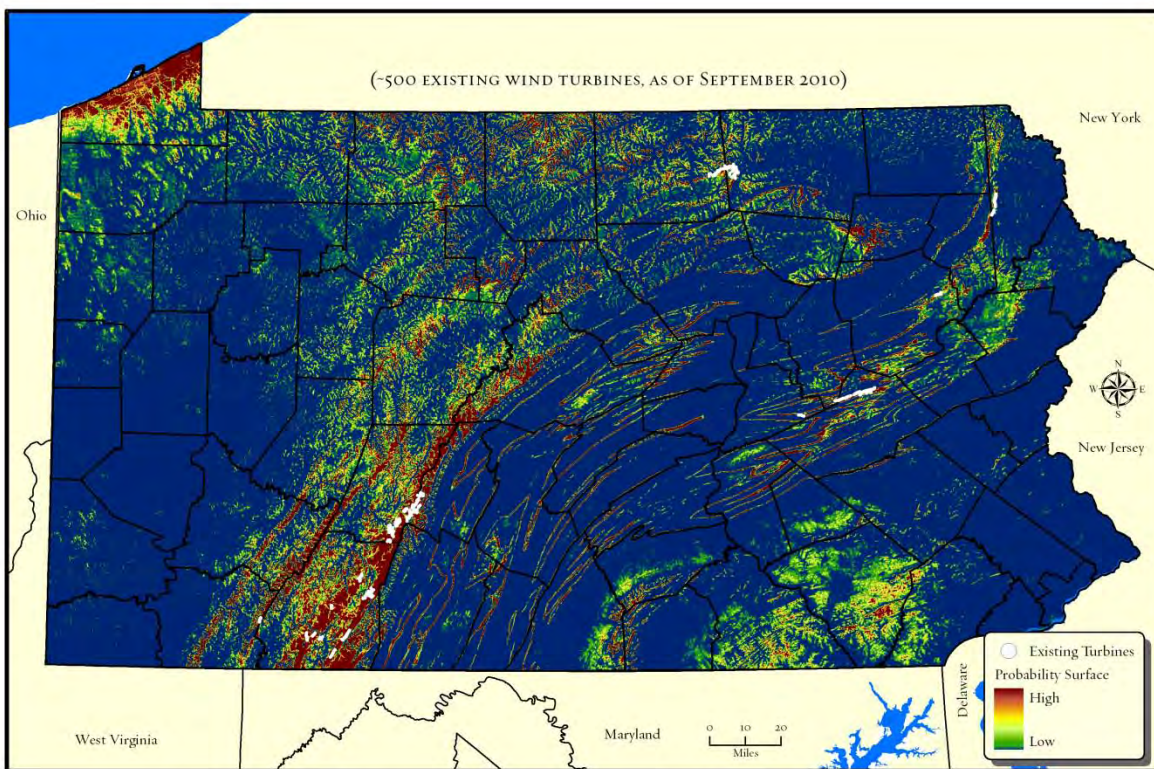 (~500 existing wind turbines, as of September 2010)
New York
Ohio
N
W E
S
New Jersey
Existing Turbines
Probability Surface
High
Low
Delaware
West Virginia
Maryland
0 10 20
Miles